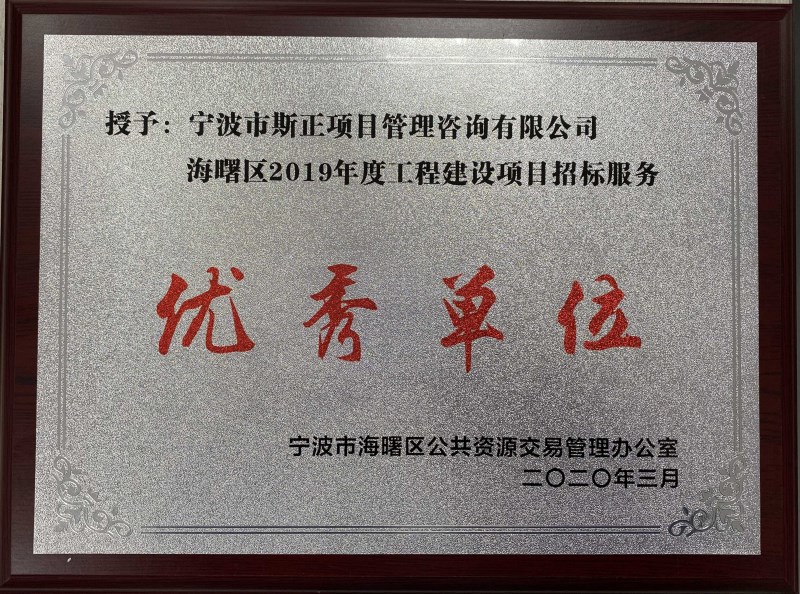 授予：宁波市斯正项目管理咨询有限公司
海曙区2019年度工程建设项目招标服务
优秀单位
宁波市海曙区公共资源交易管理办公室
二〇二〇年三月